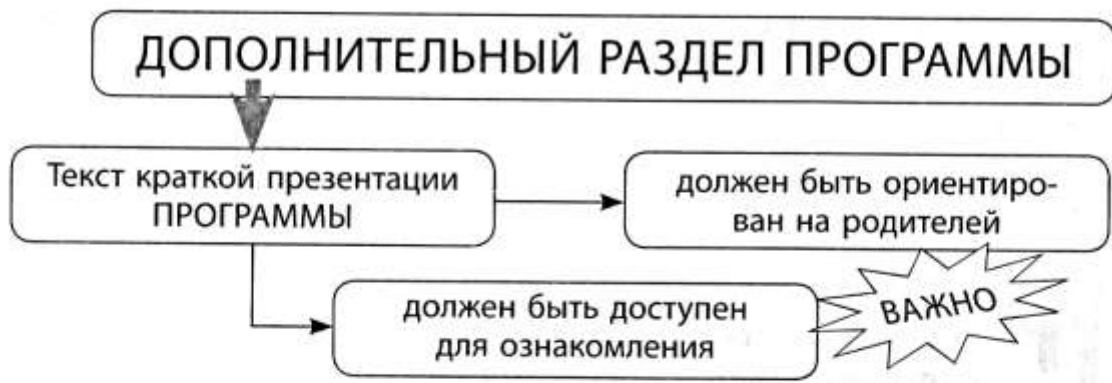 ДОПОЛНИТЕЛЬНЫЙ РАЗДЕЛ ПРОГРАММЫ
Текст краткой презентации
ПРОГРАММЫ
должен быть ориентиро-
ван на родителей
должен быть доступен
для ознакомления
ВАЖНО